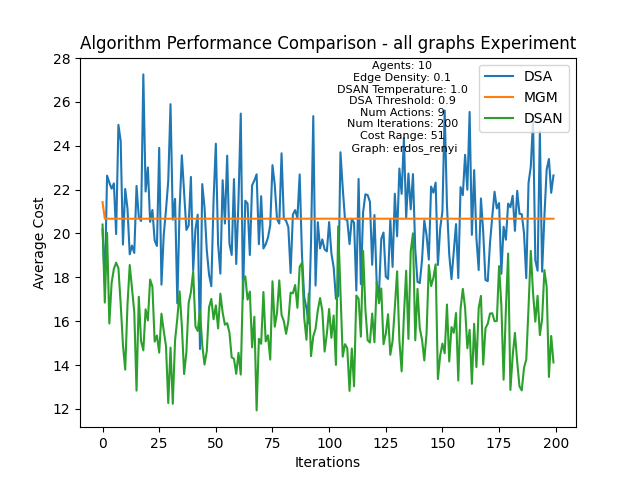 Algorithm Performance Comparison - all graphs Experiment
Agents: 10
Edge Density: 0.1
DSAN Temperature: 1.0
DSA Threshold: 0.9
Num Actions: 9
Num Iterations: 200
Cost Range: 51
Graph: erdos_renyi
DSA
MGM
DSAN
Average Cost
28
26
24
22
20
18
16
14
12
0 25 50 75 100 125 150 175 200
Iterations